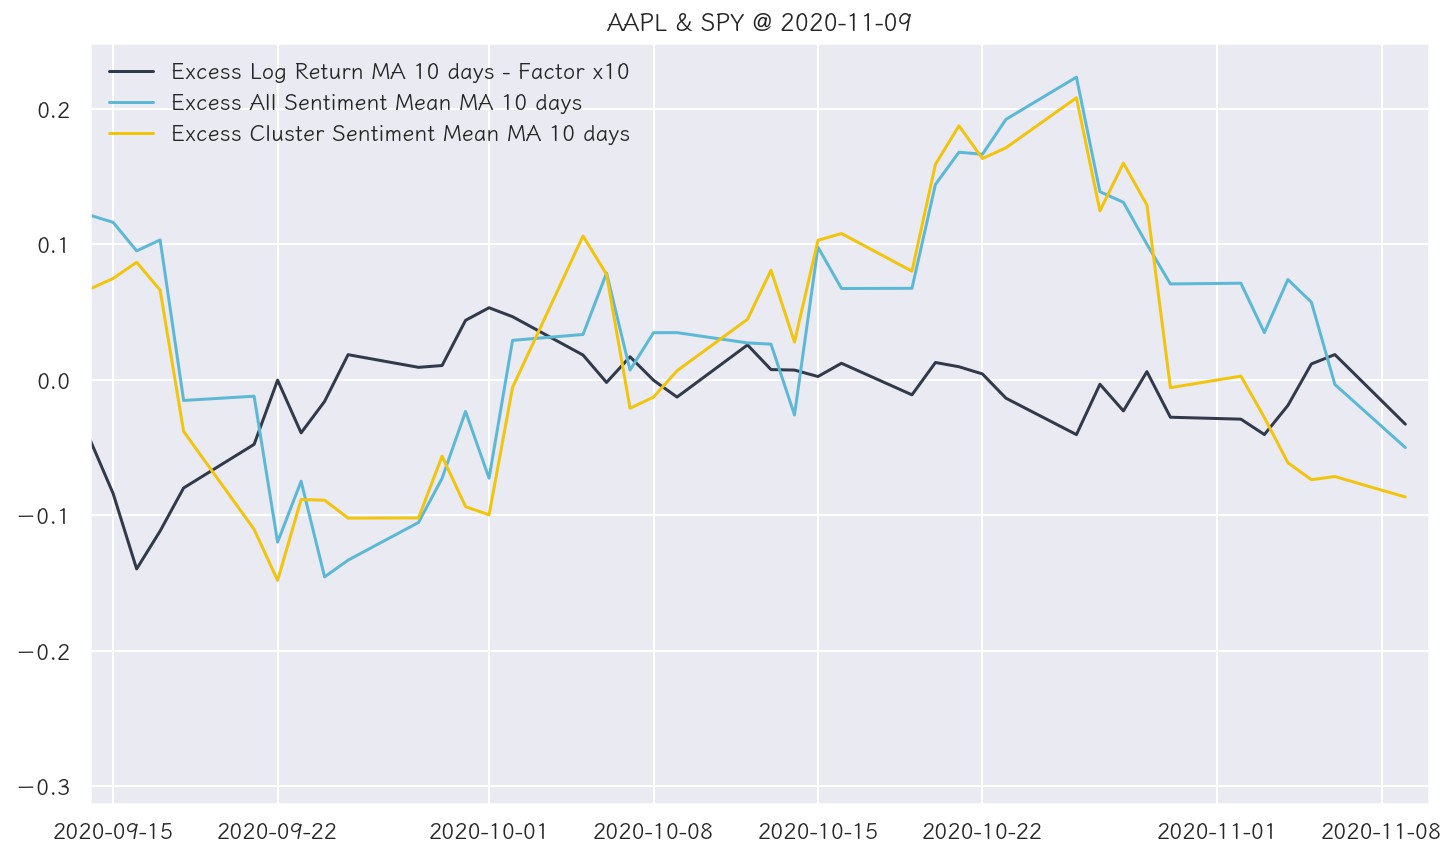 AAPL & SPY @ 2020-11-09
Excess Log Return MA 10 days - Factor x10
Excess All Sentiment Mean MA 10 days
Excess Cluster Sentiment Mean MA 10 days
0.2
0.1
0.0
−0.1
−0.2
−0.3
2020-09-15 2020-09-22 2020-10-01 2020-10-08 2020-10-15 2020-10-22 2020-11-01 2020-11-08